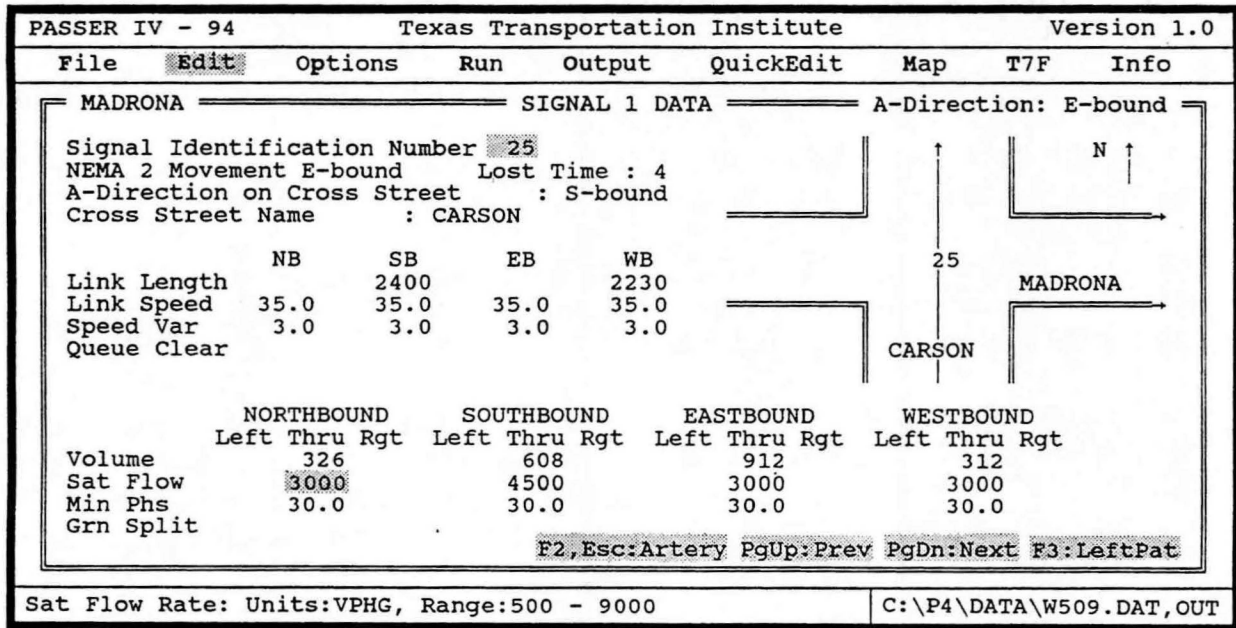 PASSER IV - 94 Texas Transportation Institute Version 1.0
File Edit Options Run Output QuickEdit Map T7F Info
MADRONA SIGNAL 1 DATA A-Direction: E-bound
Signal Identification Number 25
NEMA 2 Movement E-bound Lost Time : 4
A-Direction on Cross Street : S-bound
Cross Street Name : CARSON
N ↑
NB SB EB WB
Link Length 2400 2230
Link Speed 35.0 35.0 35.0 35.0
Speed Var 3.0 3.0 3.0 3.0
Queue Clear
25
MADRONA
CARSON
NORTHBOUND SOUTHBOUND EASTBOUND WESTBOUND
Left Thru Rgt Left Thru Rgt Left Thru Rgt Left Thru Rgt
Volume 326 608 912 312
Sat Flow 3000 4500 3000 3000
Min Phs 30.0 30.0 30.0 30.0
Grn Split
F2,Esc:Artery PgUp:Prev PgDn:Next F3:LeftPat
Sat Flow Rate: Units:VPHG, Range:500 - 9000 C:\P4\DATA\W509.DAT,OUT